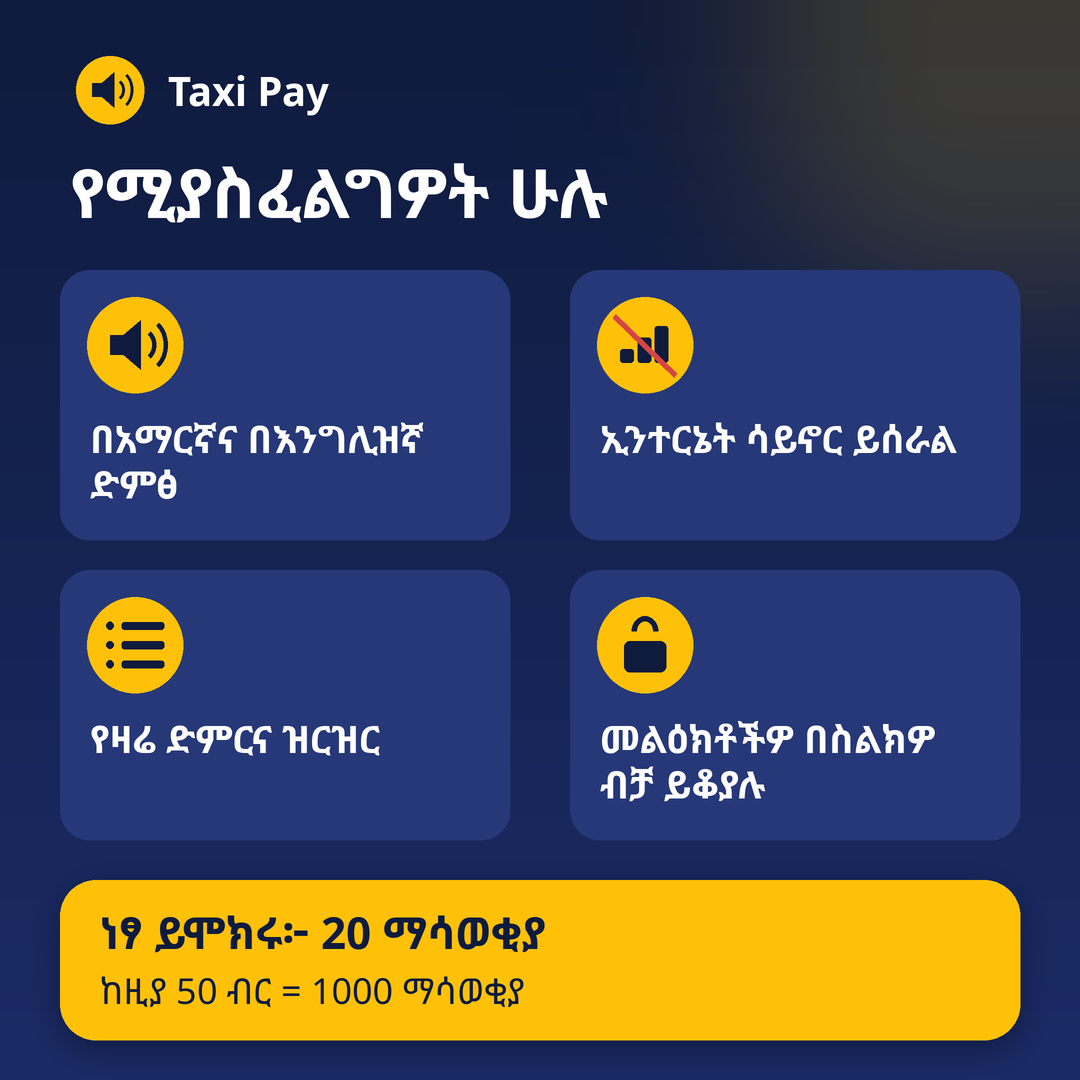 Taxi Pay
የሚያስፈልግዎት ሁሉ
በአማርኛና በእንግሊዝኛ
ድምፅ
ኢንተርኔት ሳይኖር ይሰራል
የዛሬ ድምርና ዝርዝር
መልዕክቶችዎ በስልክዎ
ብቻ ይቆያሉ
ነፃ ይሞክሩ፦ 20 ማሳወቂያ
ከዚያ 50 ብር = 1000 ማሳወቂያ